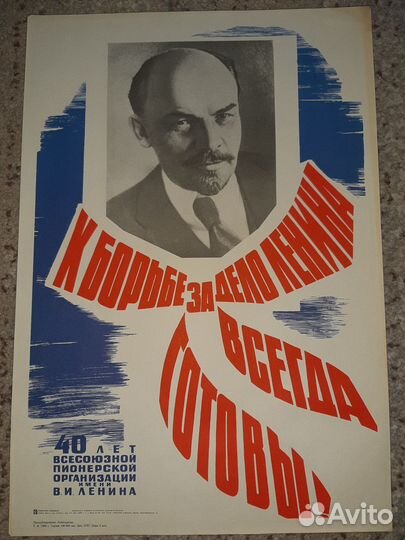 К БОРЬБЕ ЗА ДЕЛО ЛЕНИНА
ВСЕГДА
ГОТОВЫ!
40 ЛЕТ
ВСЕСОЮЗНОЙ
ПИОНЕРСКОЙ
ОРГАНИЗАЦИИ
ИМЕНИ
В.И.ЛЕНИНА
Avito